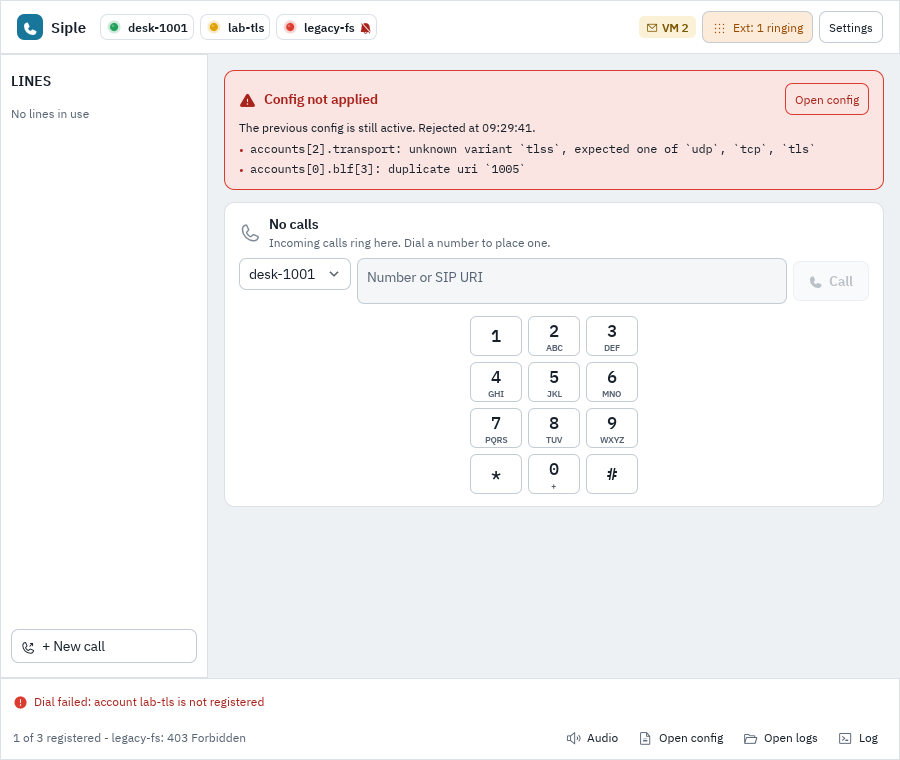 Siple
desk-1001
lab-tls
legacy-fs
VM 2
Ext: 1 ringing
Settings
LINES
No lines in use
Config not applied
Open config
The previous config is still active. Rejected at 09:29:41.
• accounts[2].transport: unknown variant `tlss`, expected one of `udp`, `tcp`, `tls`
• accounts[0].blf[3]: duplicate uri `1005`
No calls
Incoming calls ring here. Dial a number to place one.
desk-1001
Number or SIP URI
Call
1
2
ABC
3
DEF
4
GHI
5
JKL
6
MNO
7
PQRS
8
TUV
9
WXYZ
*
0
+
#
+ New call
Dial failed: account lab-tls is not registered
1 of 3 registered - legacy-fs: 403 Forbidden
Audio
Open config
Open logs
Log